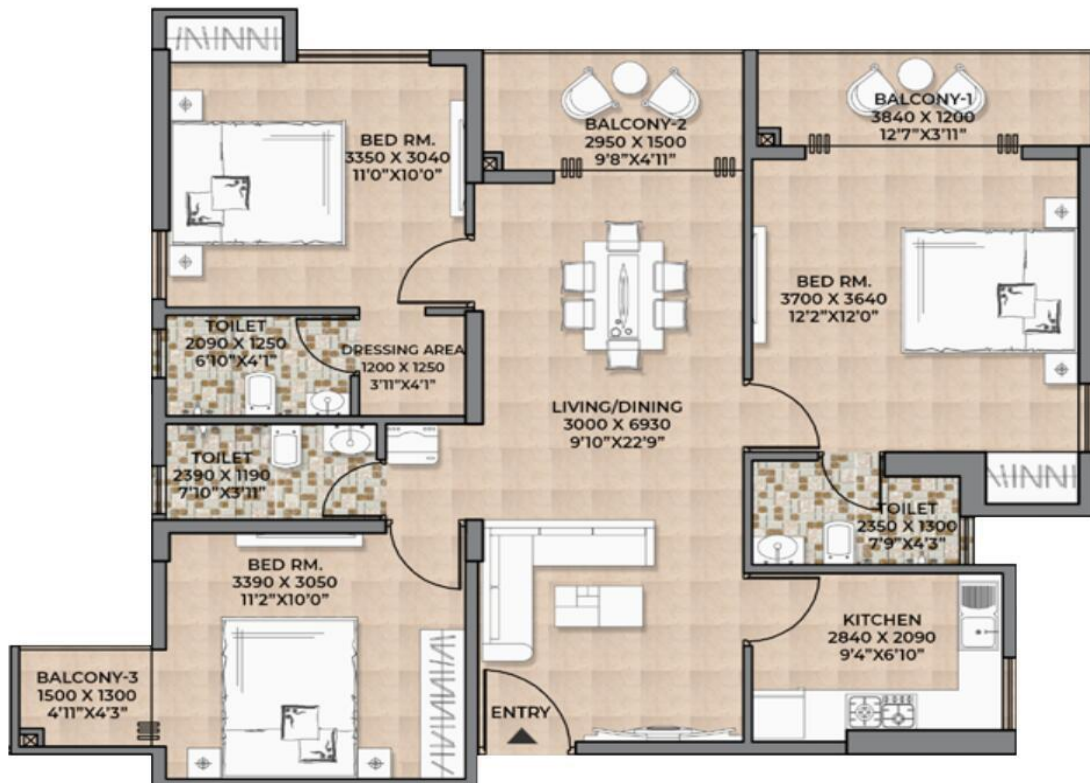 BED RM.
3350 X 3040
11'0"X10'0"
BALCONY-2
2950 X 1500
9'8"X4'11"
BALCONY-1
3840 X 1200
12'7"X3'11"
BED RM.
3700 X 3640
12'2"X12'0"
TOILET
2090 X 1250
6'10"X4'1"
DRESSING AREA
1200 X 1250
3'11"X4'1"
LIVING/DINING
3000 X 6930
9'10"X22'9"
TOILET
2390 X 1190
7'10"X3'11"
TOILET
2350 X 1300
7'9"X4'3"
BED RM.
3390 X 3050
11'2"X10'0"
KITCHEN
2840 X 2090
9'4"X6'10"
BALCONY-3
1500 X 1300
4'11"X4'3"
ENTRY